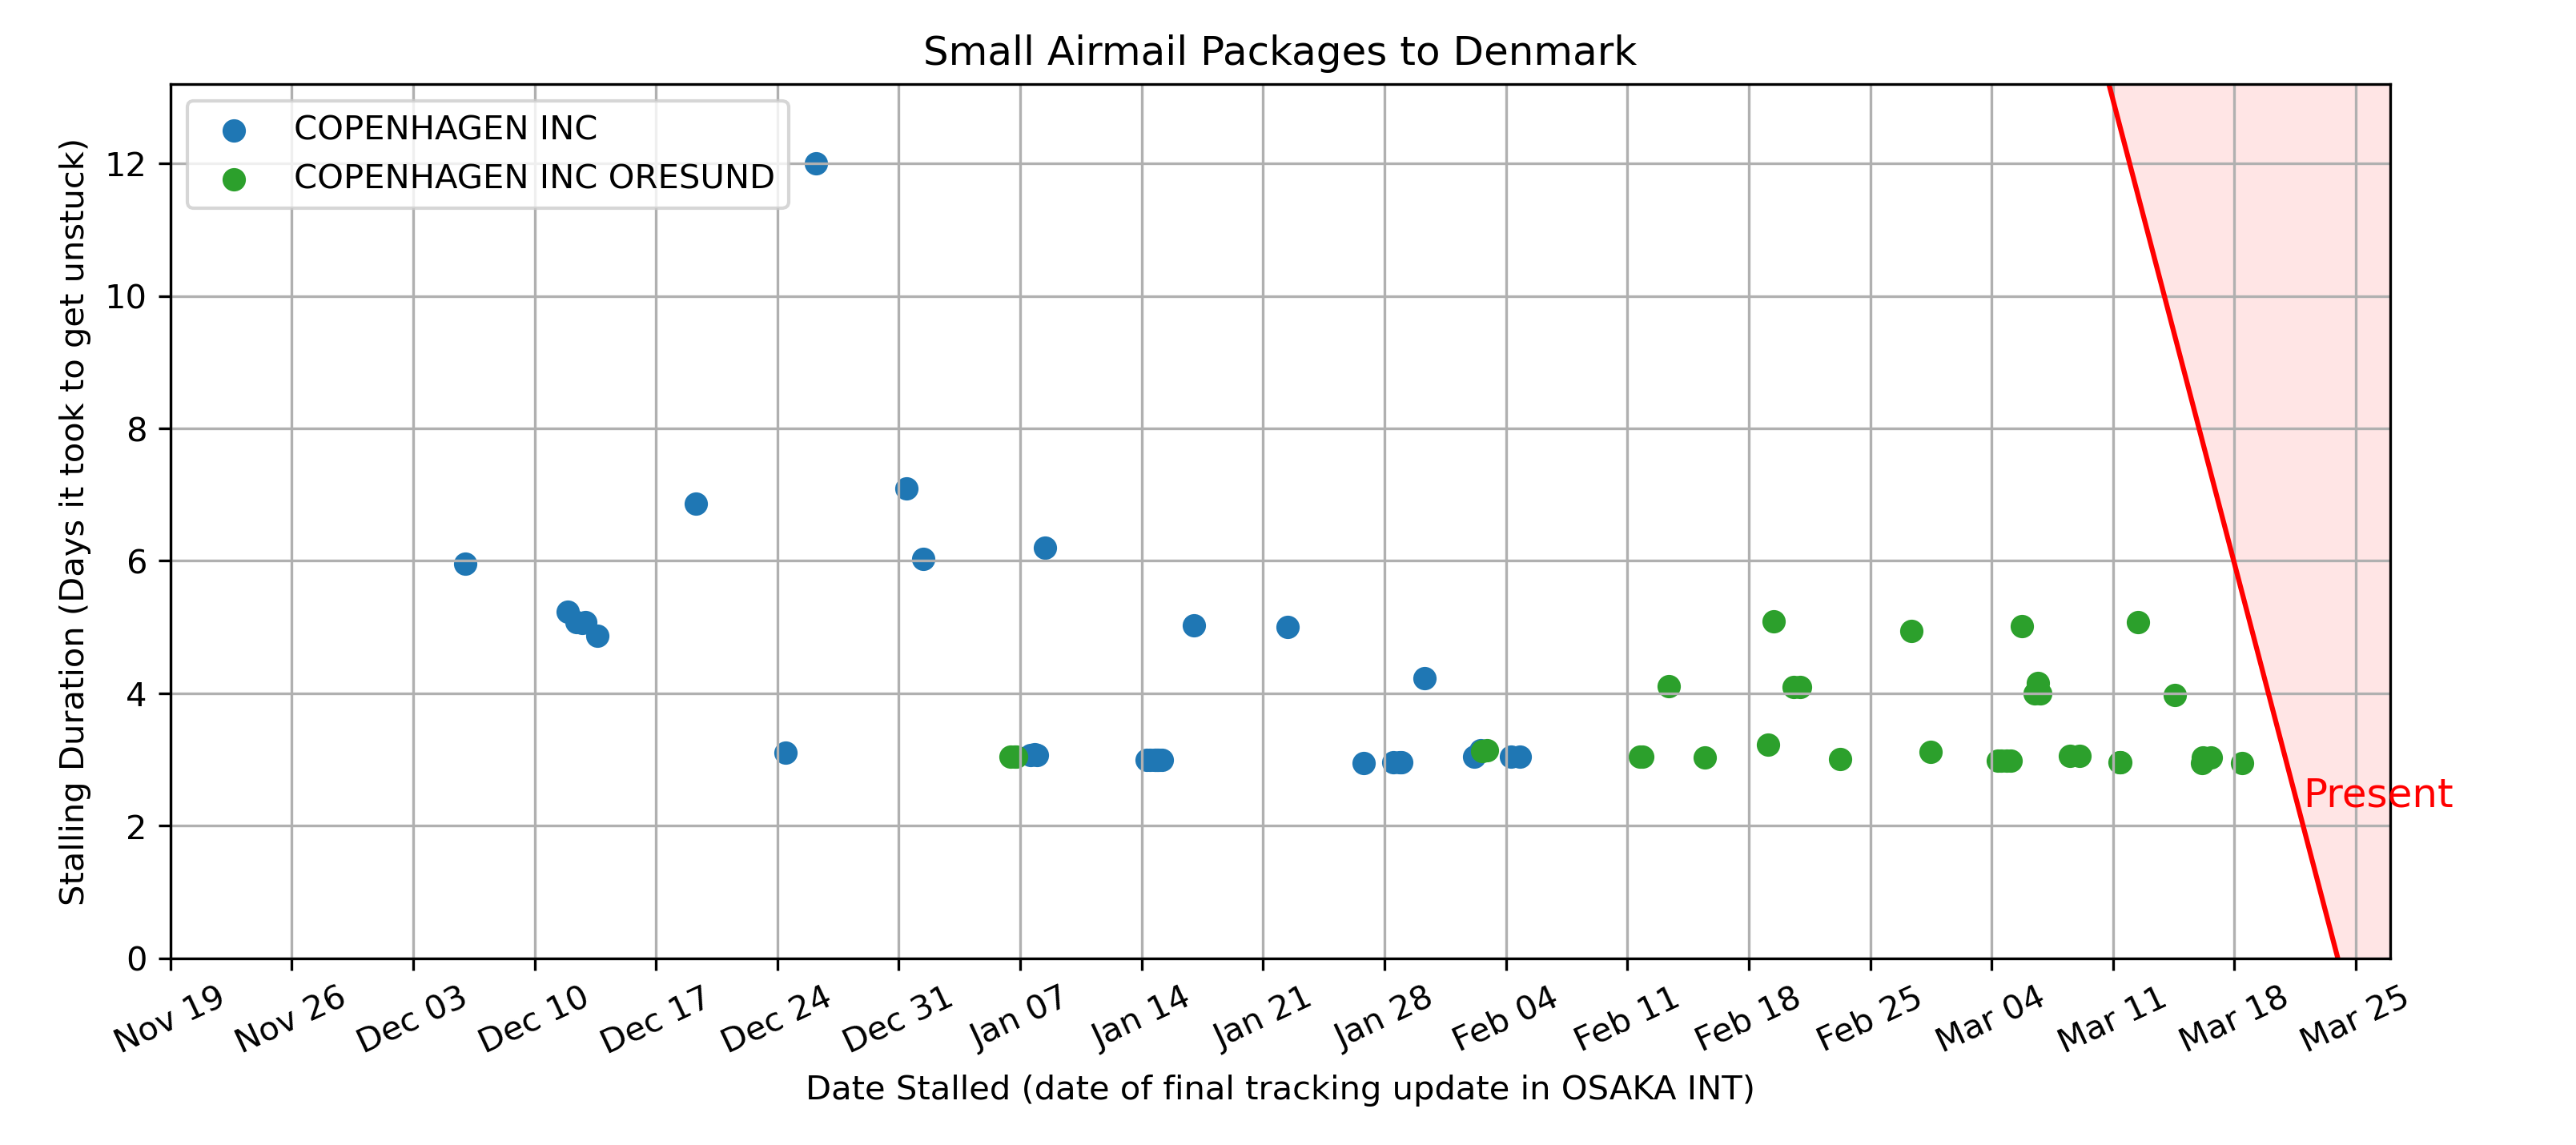 Small Airmail Packages to Denmark
COPENHAGEN INC
COPENHAGEN INC ORESUND
Stalling Duration (Days it took to get unstuck)
12
10
8
6
4
2
0
Present
Nov 19
Nov 26
Dec 03
Dec 10
Dec 17
Dec 24
Dec 31
Jan 07
Jan 14
Jan 21
Jan 28
Feb 04
Feb 11
Feb 18
Feb 25
Mar 04
Mar 11
Mar 18
Mar 25
Date Stalled (date of final tracking update in OSAKA INT)